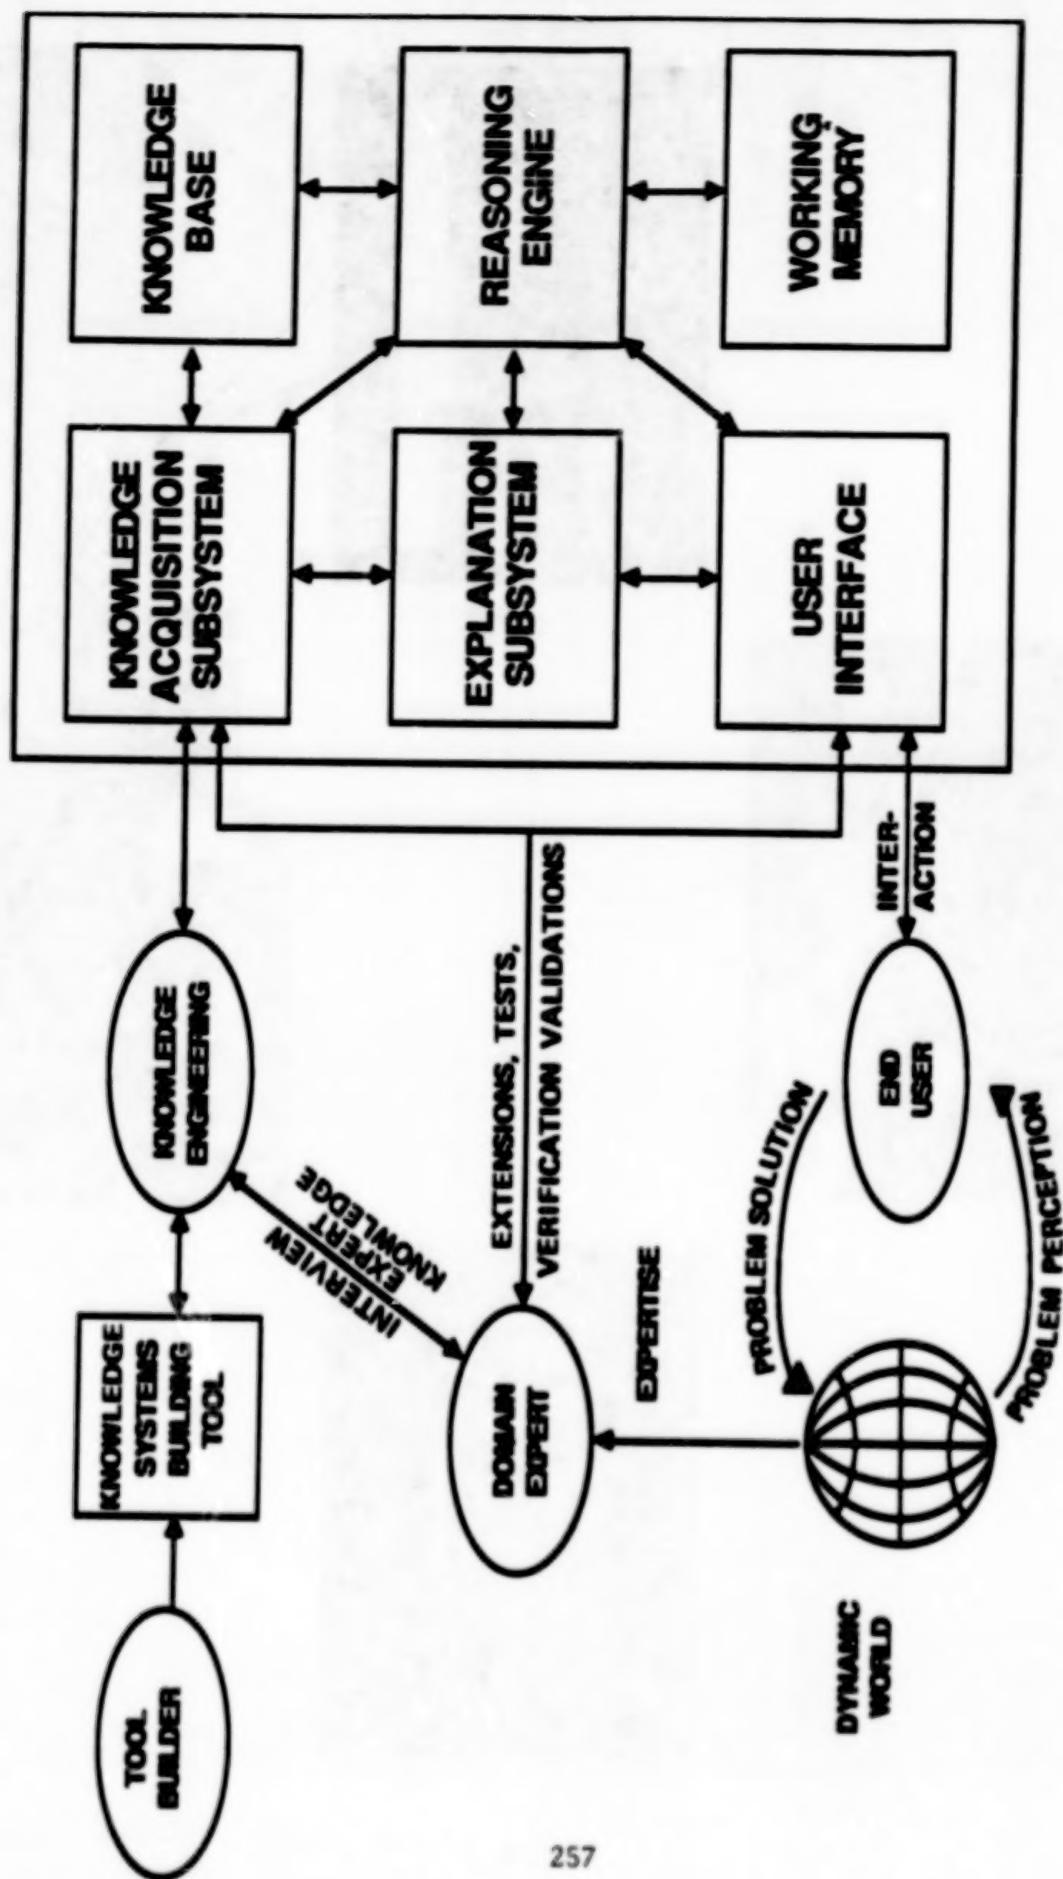 TOOL
BUILDER
KNOWLEDGE
SYSTEMS
BUILDING
TOOL
KNOWLEDGE
ENGINEERING
KNOWLEDGE
ACQUISITION
SUBSYSTEM
KNOWLEDGE
BASE
INTERVIEW
EXPERT
KNOWLEDGE
DOMAIN
EXPERT
EXTENSIONS, TESTS,
VERIFICATION VALIDATIONS
EXPLANATION
SUBSYSTEM
REASONING
ENGINE
EXPERTISE
DYNAMIC
WORLD
PROBLEM SOLUTION
PROBLEM PERCEPTION
END
USER
INTER-
ACTION
USER
INTERFACE
WORKING
MEMORY
257